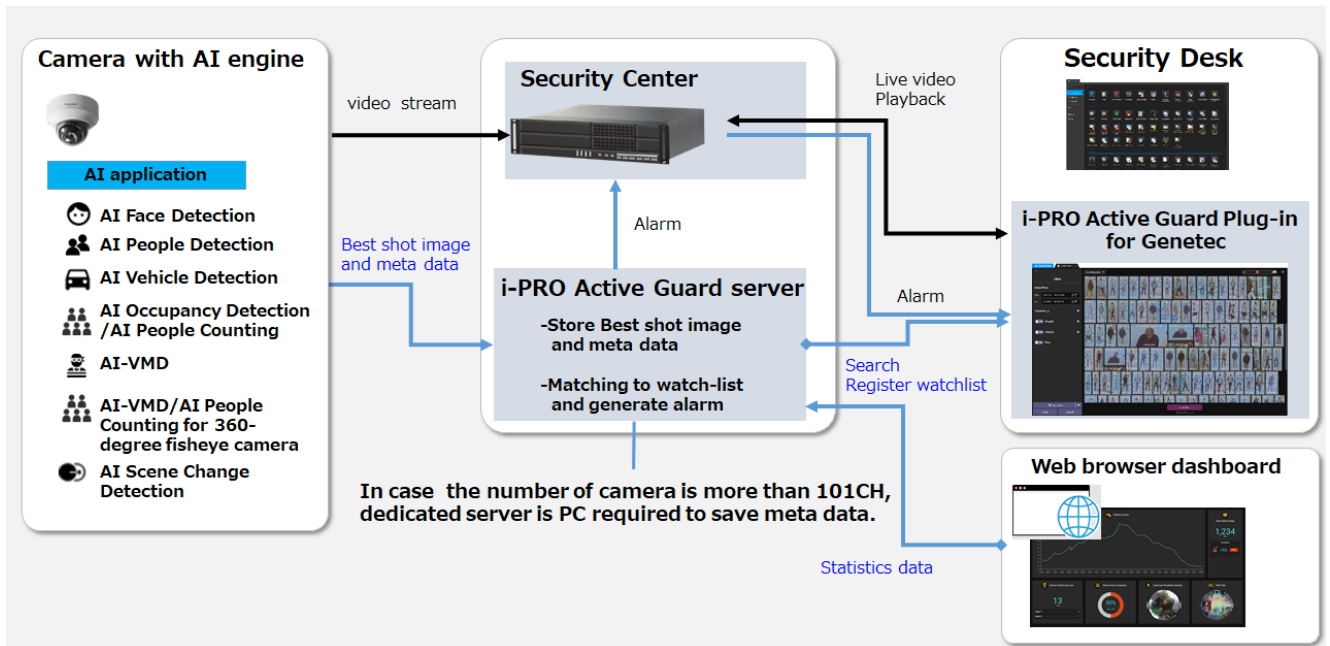 Camera with AI engine
AI application
AI Face Detection
AI People Detection
AI Vehicle Detection
AI Occupancy Detection
/AI People Counting
AI-VMD
AI-VMD/AI People
Counting for 360-
degree fisheye camera
AI Scene Change
Detection
video stream
Best shot image
and meta data
Security Center
Alarm
i-PRO Active Guard server
-Store Best shot image
and meta data
-Matching to watch-list
and generate alarm
In case the number of camera is more than 101CH,
dedicated server is PC required to save meta data.
Live video
Playback
Alarm
Search
Register watchlist
Statistics data
Security Desk
i-PRO Active Guard Plug-in
for Genetec
Web browser dashboard
1,234
13